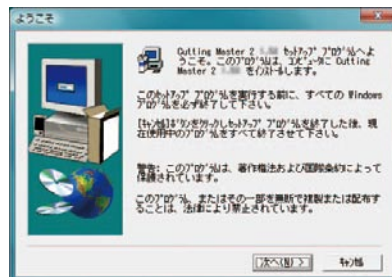 ようこそ
Cutting Master 2 セットアップ プログラムへよ
うこそ。このプログラムは、コンピュータに Cutting
Master 2 をインストールします。
このセットアップ プログラムを実行する前に、すべての Windows
プログラムを必ず終了して下さい。
[キャンセル]ボタンをクリックしセットアップ プログラムを終了した後、現
在使用中のプログラムをすべて終了させて下さい。
警告: このプログラムは、著作権法および国際条約によって
保護されています。
このプログラム、またはその一部を無断で複製または配布す
ることは、法律により禁止されています。
次へ(N) >
キャンセル